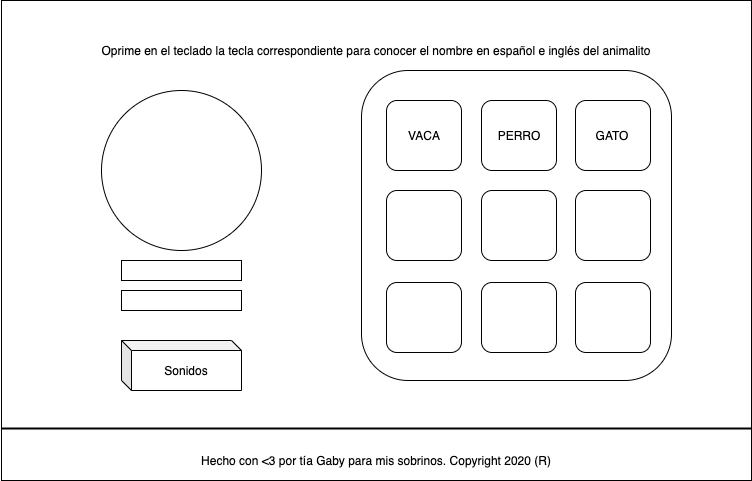 Oprime en el teclado la tecla correspondiente para conocer el nombre en español e inglés del animalito
VACA
PERRO
GATO
Sonidos
Hecho con <3 por tía Gaby para mis sobrinos. Copyright 2020 (R)